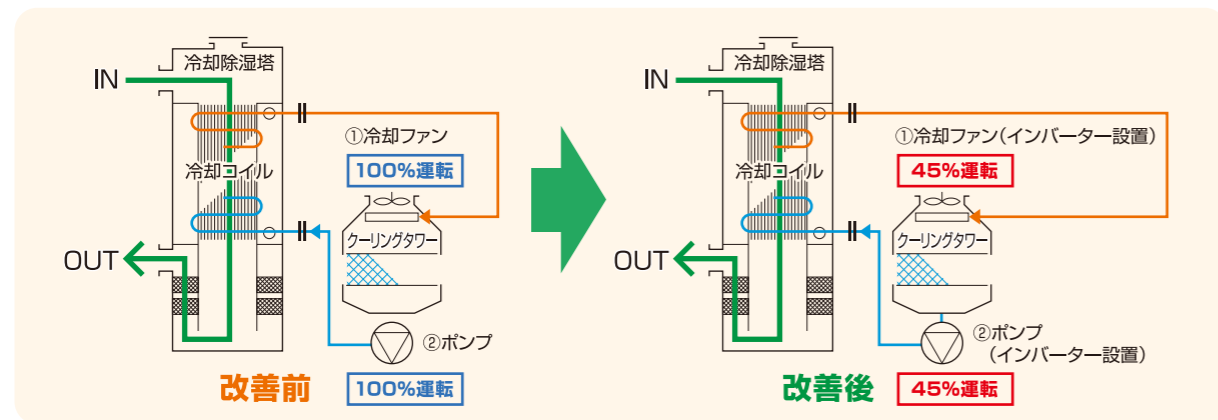 冷却除湿塔
IN
①冷却ファン
100%運転
冷却コイル
クーリングタワー
OUT
②ポンプ
改善前
100%運転
冷却除湿塔
IN
①冷却ファン(インバーター設置)
45%運転
冷却コイル
クーリングタワー
OUT
②ポンプ
(インバーター設置)
改善後
45%運転